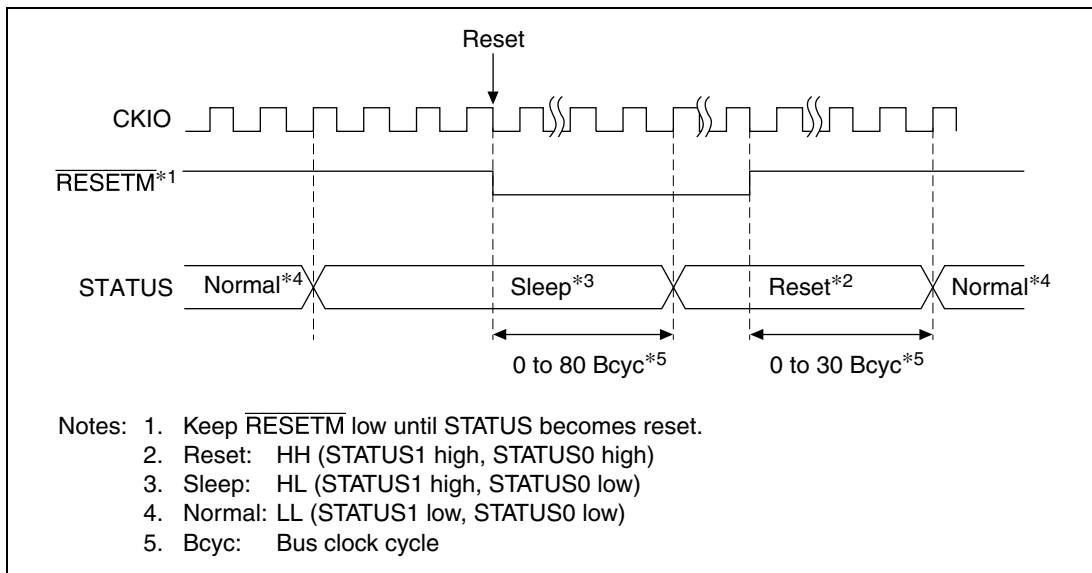 Reset
CKIO
RESETM*1
STATUS Normal*4 Sleep*3 Reset*2 Normal*4
0 to 80 Bcyc*5 0 to 30 Bcyc*5
Notes: 1. Keep RESETM low until STATUS becomes reset.
2. Reset: HH (STATUS1 high, STATUS0 high)
3. Sleep: HL (STATUS1 high, STATUS0 low)
4. Normal: LL (STATUS1 low, STATUS0 low)
5. Bcyc: Bus clock cycle